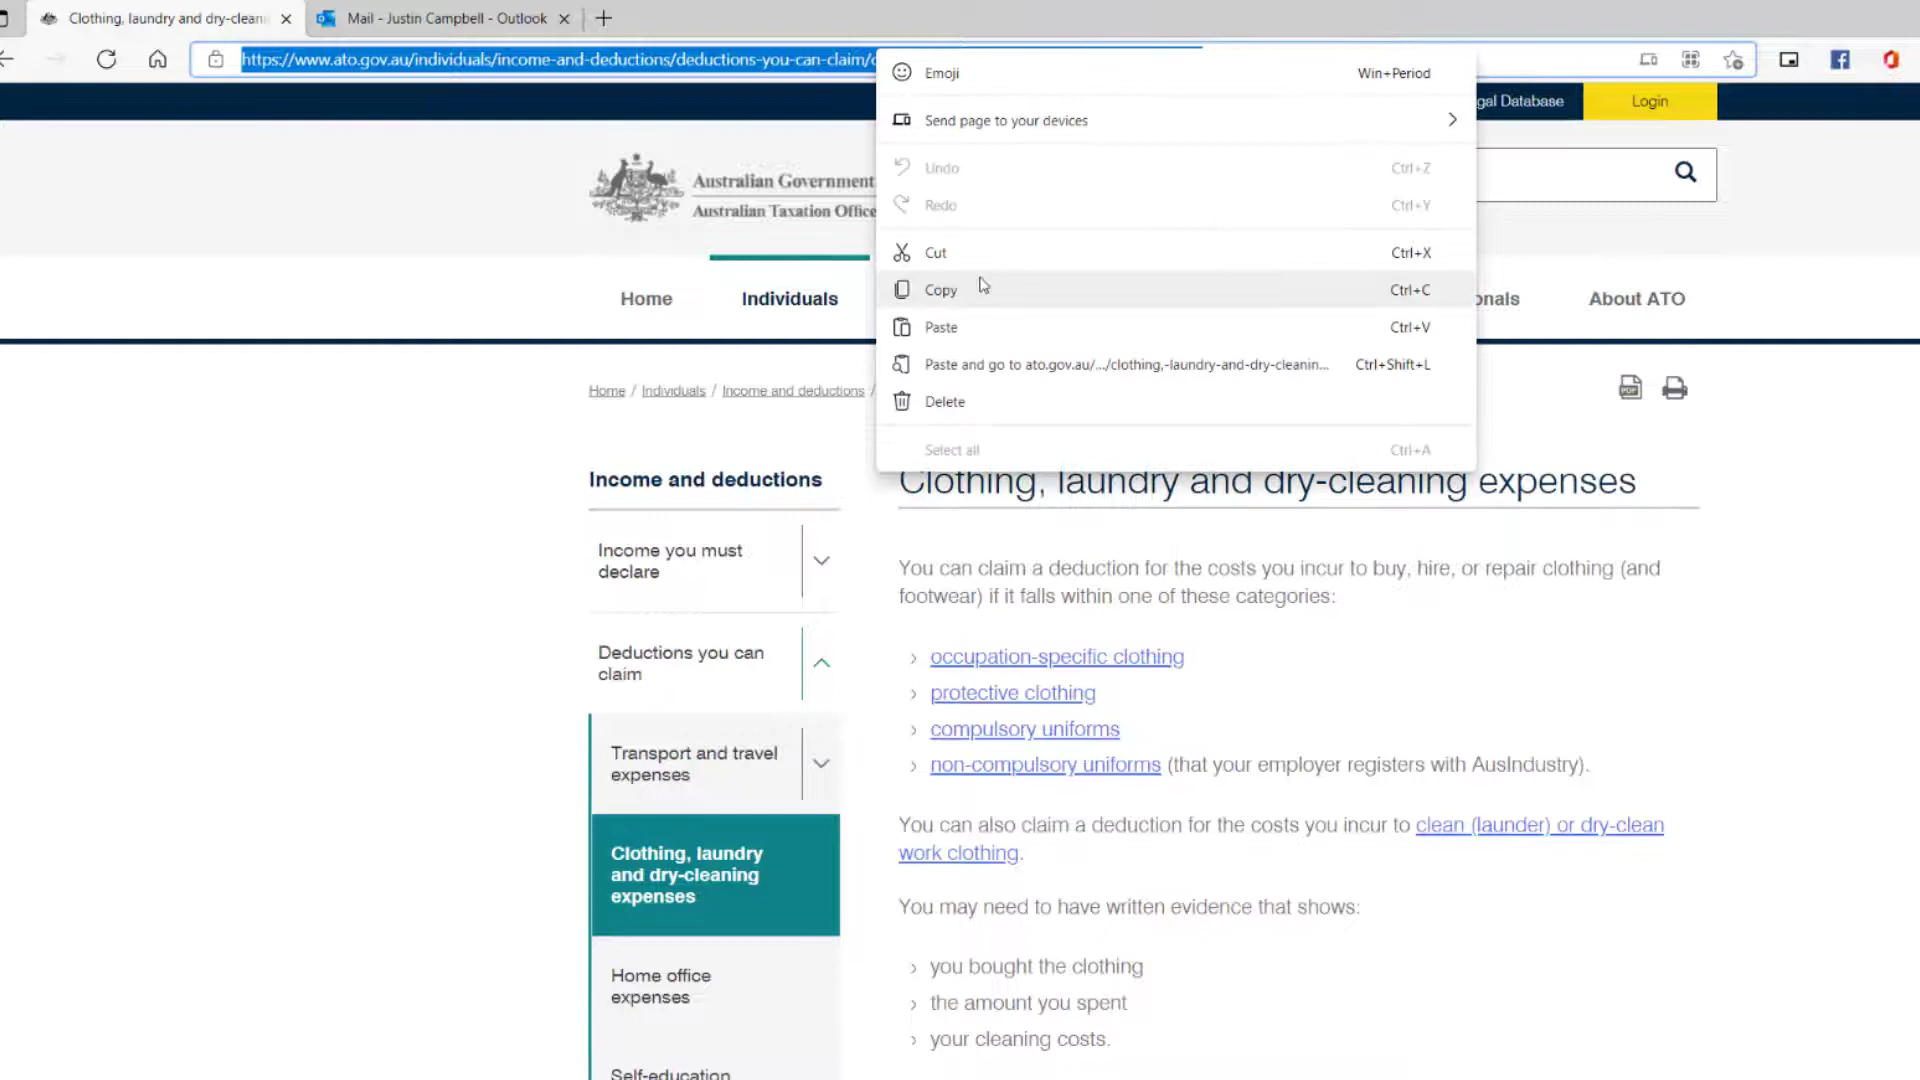 Clothing, laundry and dry-cleani
Mail - Justin Campbell - Outlook
https://www.ato.gov.au/individuals/income-and-deductions/deductions-you-can-claim/
Emoji Win+Period
Send page to your devices
Undo Ctrl+Z
Redo Ctrl+Y
Cut Ctrl+X
Copy Ctrl+C
Paste Ctrl+V
Paste and go to ato.gov.au/.../clothing,-laundry-and-dry-cleanin... Ctrl+Shift+L
Delete
Select all Ctrl+A
gal Database
Login
Australian Government
Australian Taxation Office
Home
Individuals
onals
About ATO
Home / Individuals / Income and deductions /
PDF
Income and deductions
Income you must
declare
Deductions you can
claim
Transport and travel
expenses
Clothing, laundry
and dry-cleaning
expenses
Home office
expenses
Self-education
Clothing, laundry and dry-cleaning expenses
You can claim a deduction for the costs you incur to buy, hire, or repair clothing (and
footwear) if it falls within one of these categories:
› occupation-specific clothing
› protective clothing
› compulsory uniforms
› non-compulsory uniforms (that your employer registers with AusIndustry).
You can also claim a deduction for the costs you incur to clean (launder) or dry-clean
work clothing.
You may need to have written evidence that shows:
› you bought the clothing
› the amount you spent
› your cleaning costs.